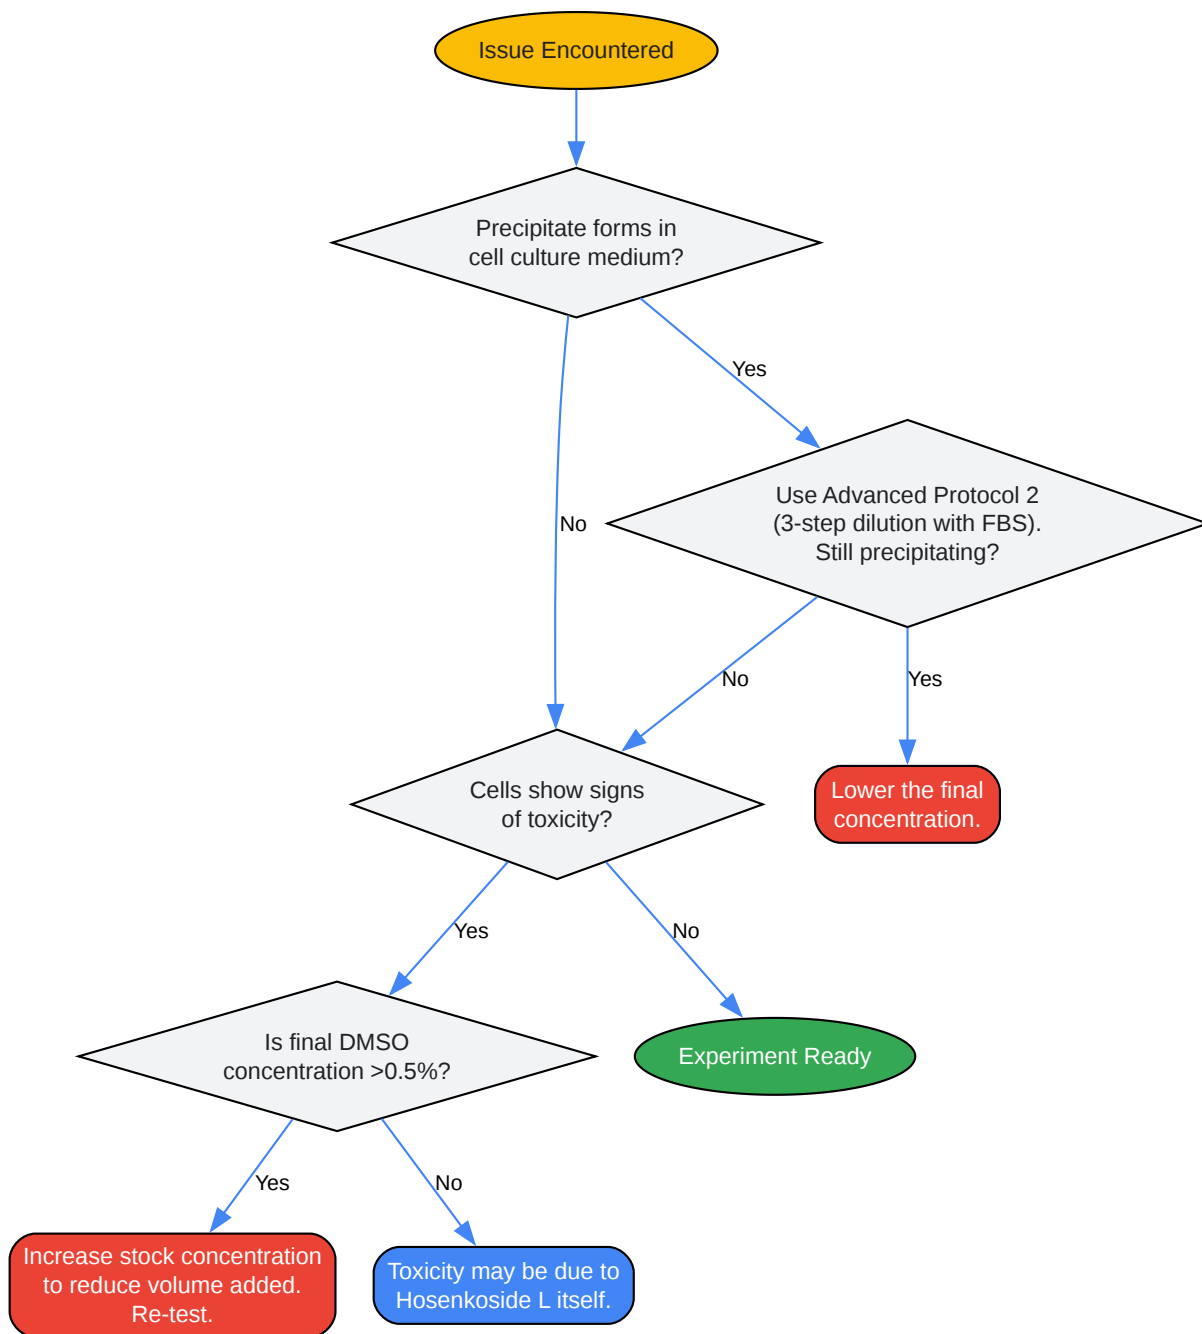 Issue Encountered
Precipitate forms in
cell culture medium?
Yes
Use Advanced Protocol 2
(3-step dilution with FBS).
Still precipitating?
No
No
Yes
Cells show signs
of toxicity?
Lower the final
concentration.
Yes
No
Is final DMSO
concentration >0.5%?
Experiment Ready
Yes
No
Increase stock concentration
to reduce volume added.
Re-test.
Toxicity may be due to
Hosenkoside L itself.